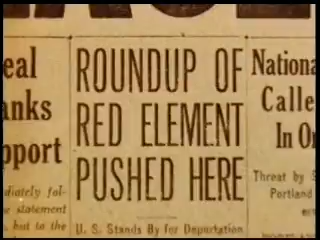 eal
anks
pport
diately fol-
statement
but to the
ROUNDUP OF
RED ELEMENT
PUSHED HERE
U. S. Stands By for Deportation
Nationa
Calle
In Or
Threat by S
Portland